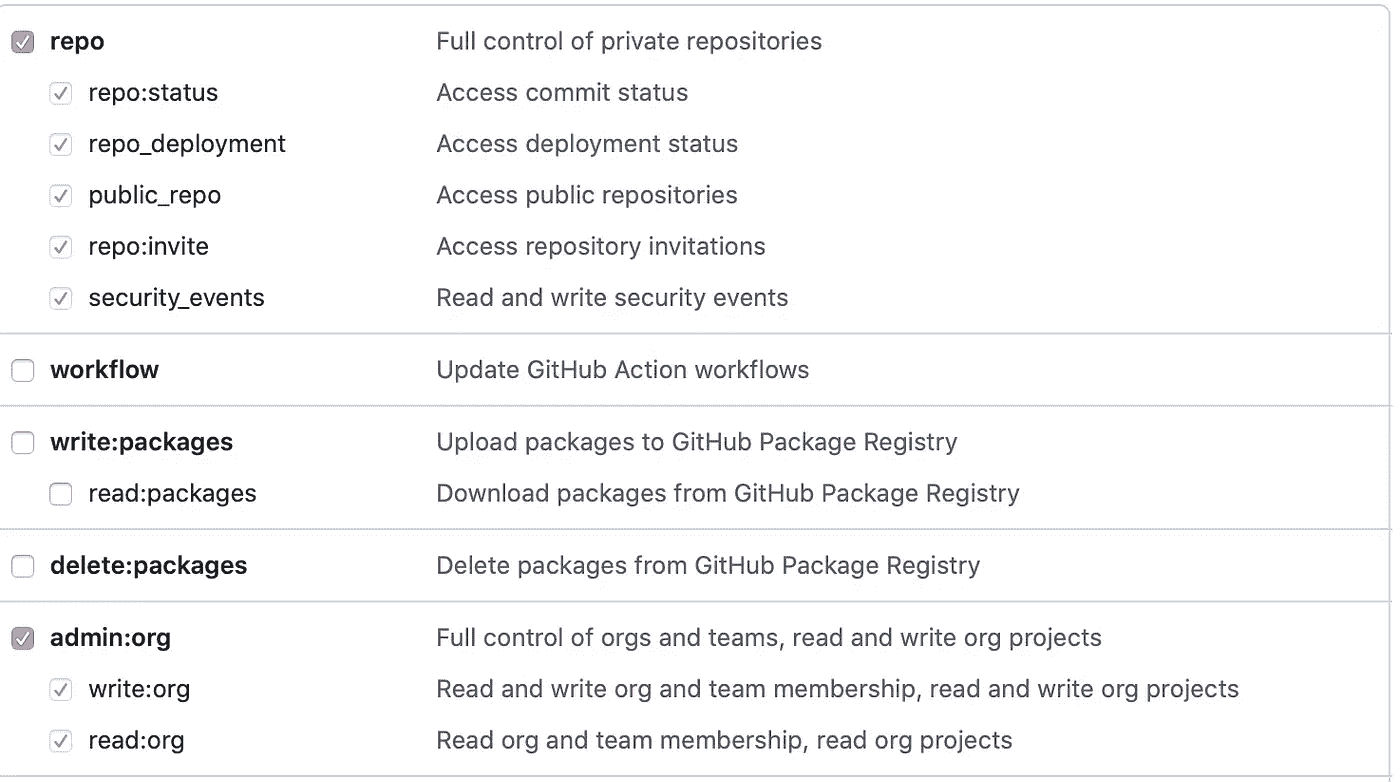 repo Full control of private repositories
repo:status Access commit status
repo_deployment Access deployment status
public_repo Access public repositories
repo:invite Access repository invitations
security_events Read and write security events
workflow Update GitHub Action workflows
write:packages Upload packages to GitHub Package Registry
read:packages Download packages from GitHub Package Registry
delete:packages Delete packages from GitHub Package Registry
admin:org Full control of orgs and teams, read and write org projects
write:org Read and write org and team membership, read and write org projects
read:org Read org and team membership, read org projects